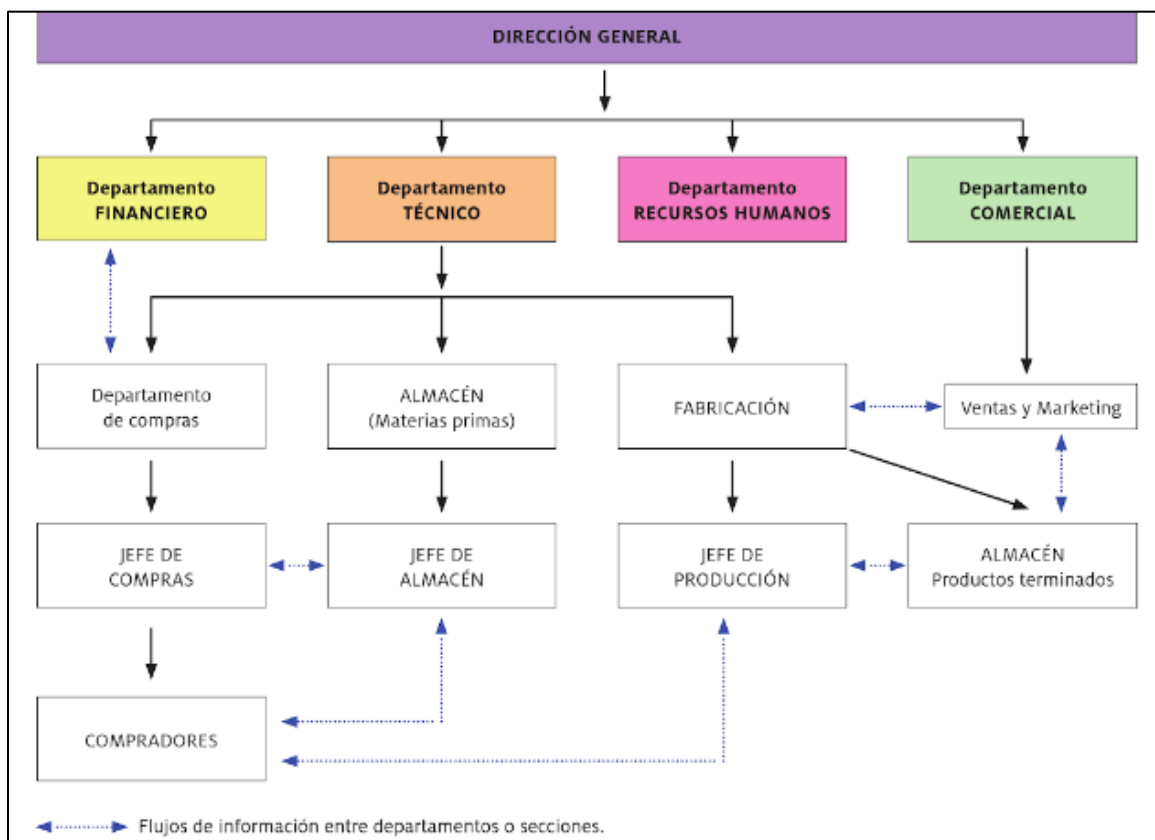 DIRECCIÓN GENERAL
Departamento
FINANCIERO
Departamento
TÉCNICO
Departamento
RECURSOS HUMANOS
Departamento
COMERCIAL
Departamento
de compras
ALMACÉN
(Materias primas)
FABRICACIÓN
Ventas y Marketing
JEFE DE
COMPRAS
JEFE DE
ALMACÉN
JEFE DE
PRODUCCIÓN
ALMACÉN
Productos terminados
COMPRADORES
Flujos de información entre departamentos o secciones.